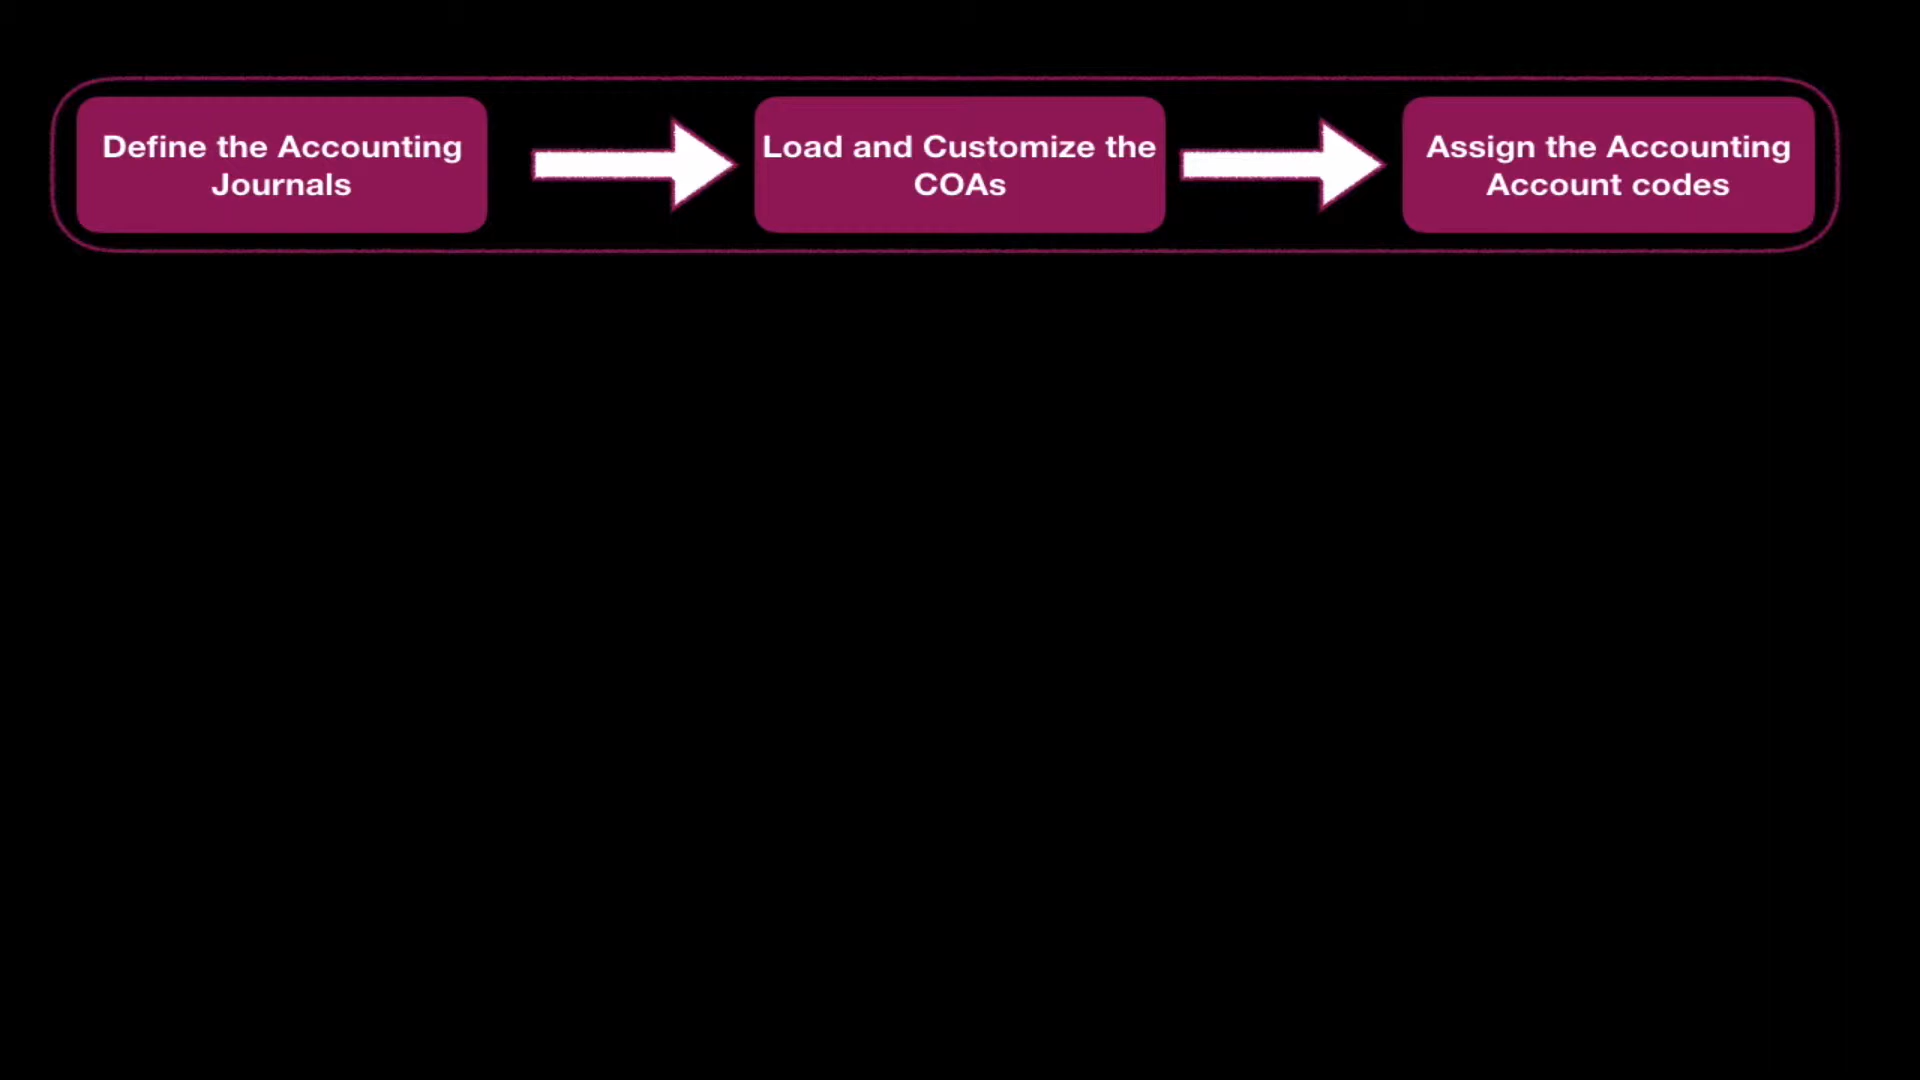 Define the Accounting
Journals
Load and Customize the
COAs
Assign the Accounting
Account codes